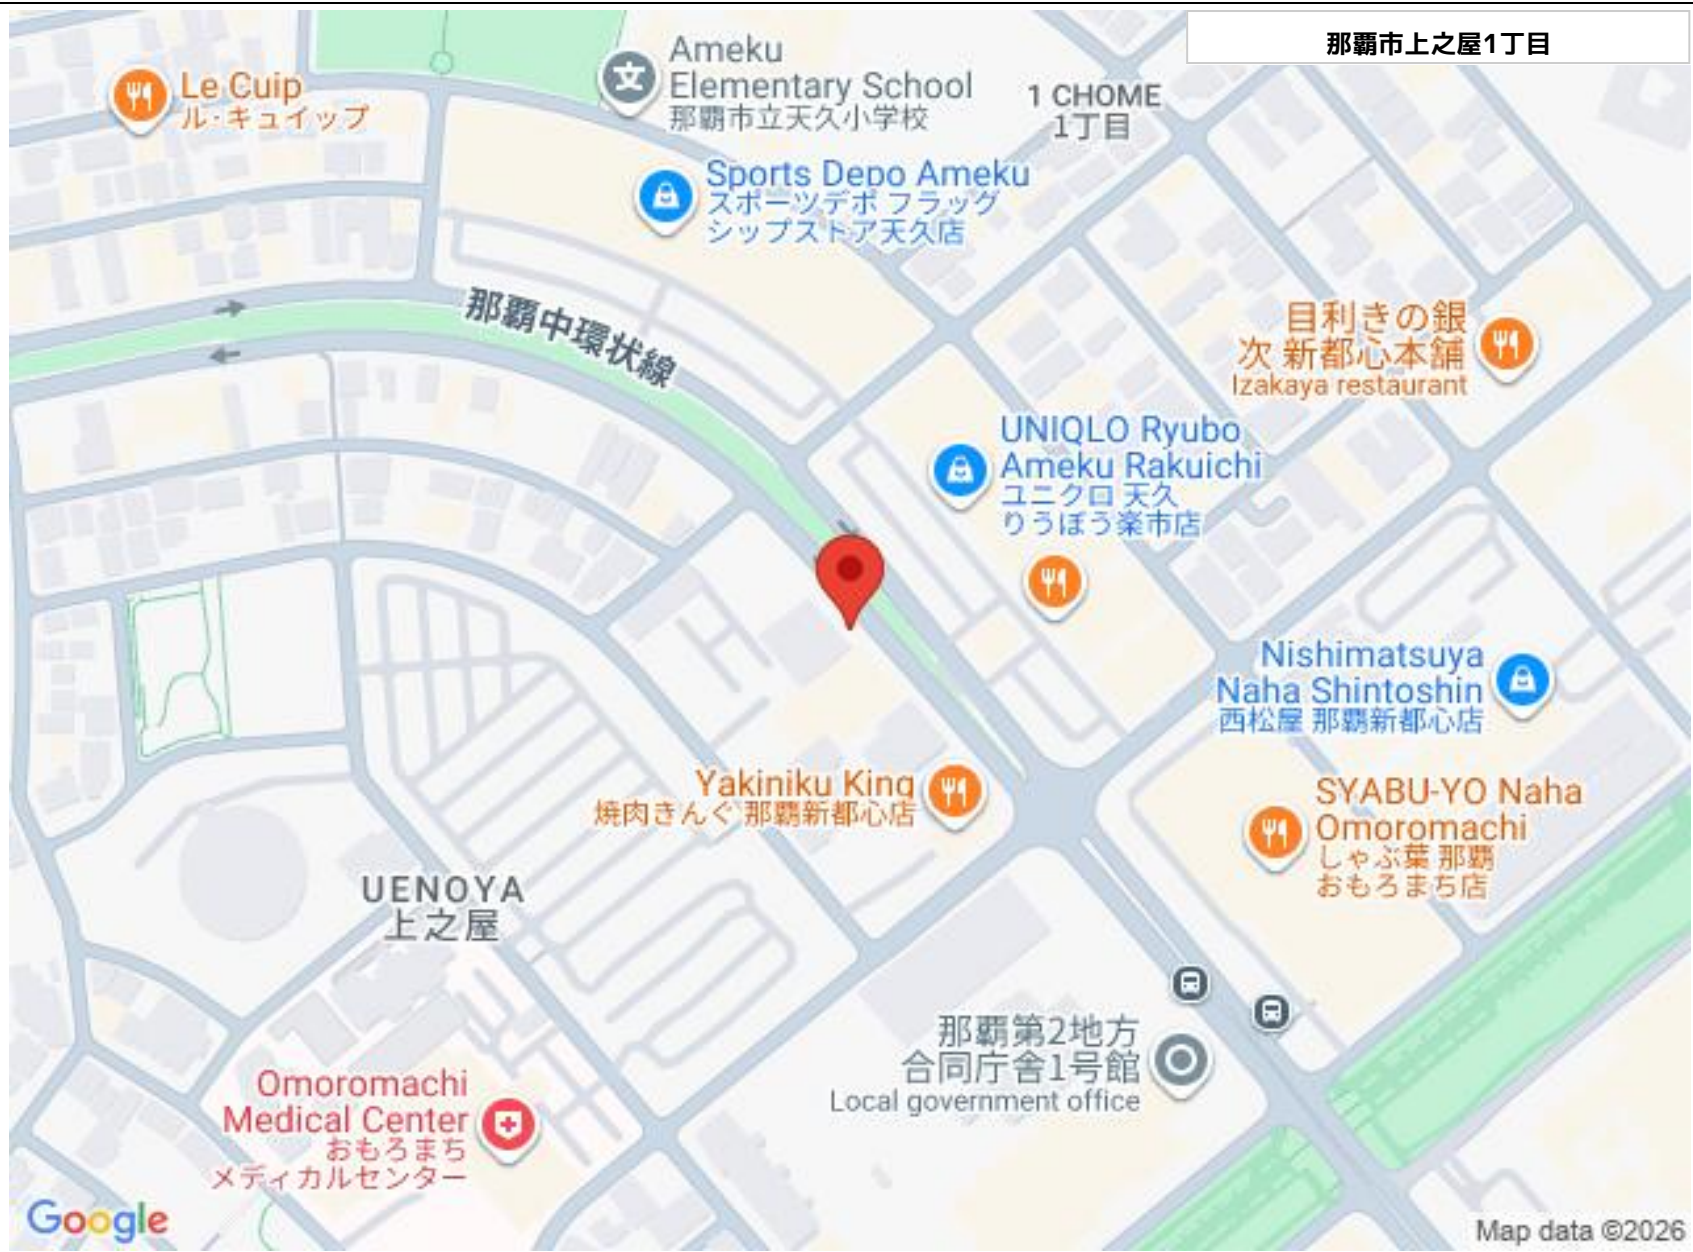 那覇市上之屋1丁目
Ameku
Elementary School
那覇市立天久小学校
1 CHOME
1丁目
Le Cuip
ル・キュイップ
Sports Depo Ameku
スポーツデポ フラッグ
シップストア天久店
那覇中環状線
目利きの銀
次 新都心本舗
Izakaya restaurant
UNIQLO Ryubo
Ameku Rakuichi
ユニクロ 天久
りうぼう楽市店
Nishimatsuya
Naha Shintoshin
西松屋 那覇新都心店
Yakiniku King
焼肉きんぐ 那覇新都心店
SYABU-YO Naha
Omoromachi
しゃぶ葉 那覇
おもろまち店
UENOYA
上之屋
那覇第2地方
合同庁舎1号館
Local government office
Omoromachi
Medical Center
おもろまち
メディカルセンター
Google
Map data ©2026